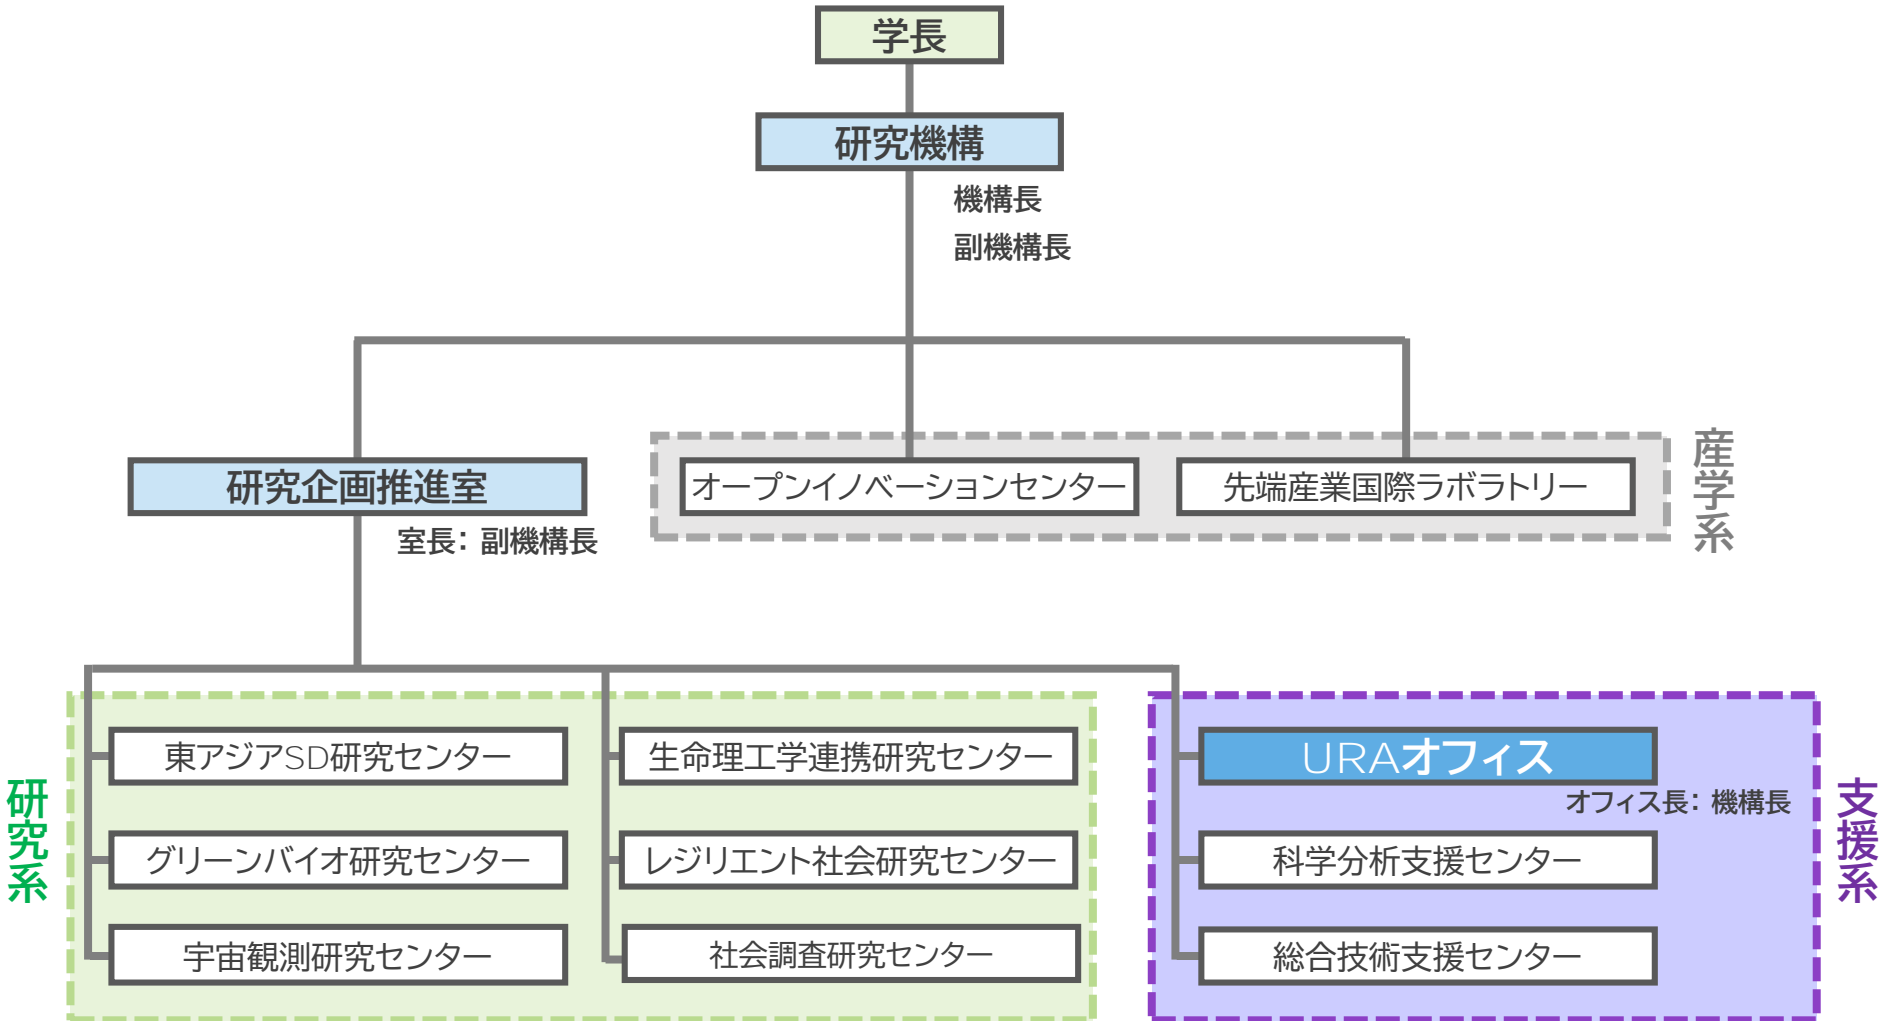 学長
研究機構
機構長
副機構長
産学系
オープンイノベーションセンター
先端産業国際ラボラトリー
研究企画推進室
室長： 副機構長
研究系
東アジアSD研究センター
生命理工学連携研究センター
グリーンバイオ研究センター
レジリエント社会研究センター
宇宙観測研究センター
社会調査研究センター
支援系
URAオフィス
オフィス長： 機構長
科学分析支援センター
総合技術支援センター